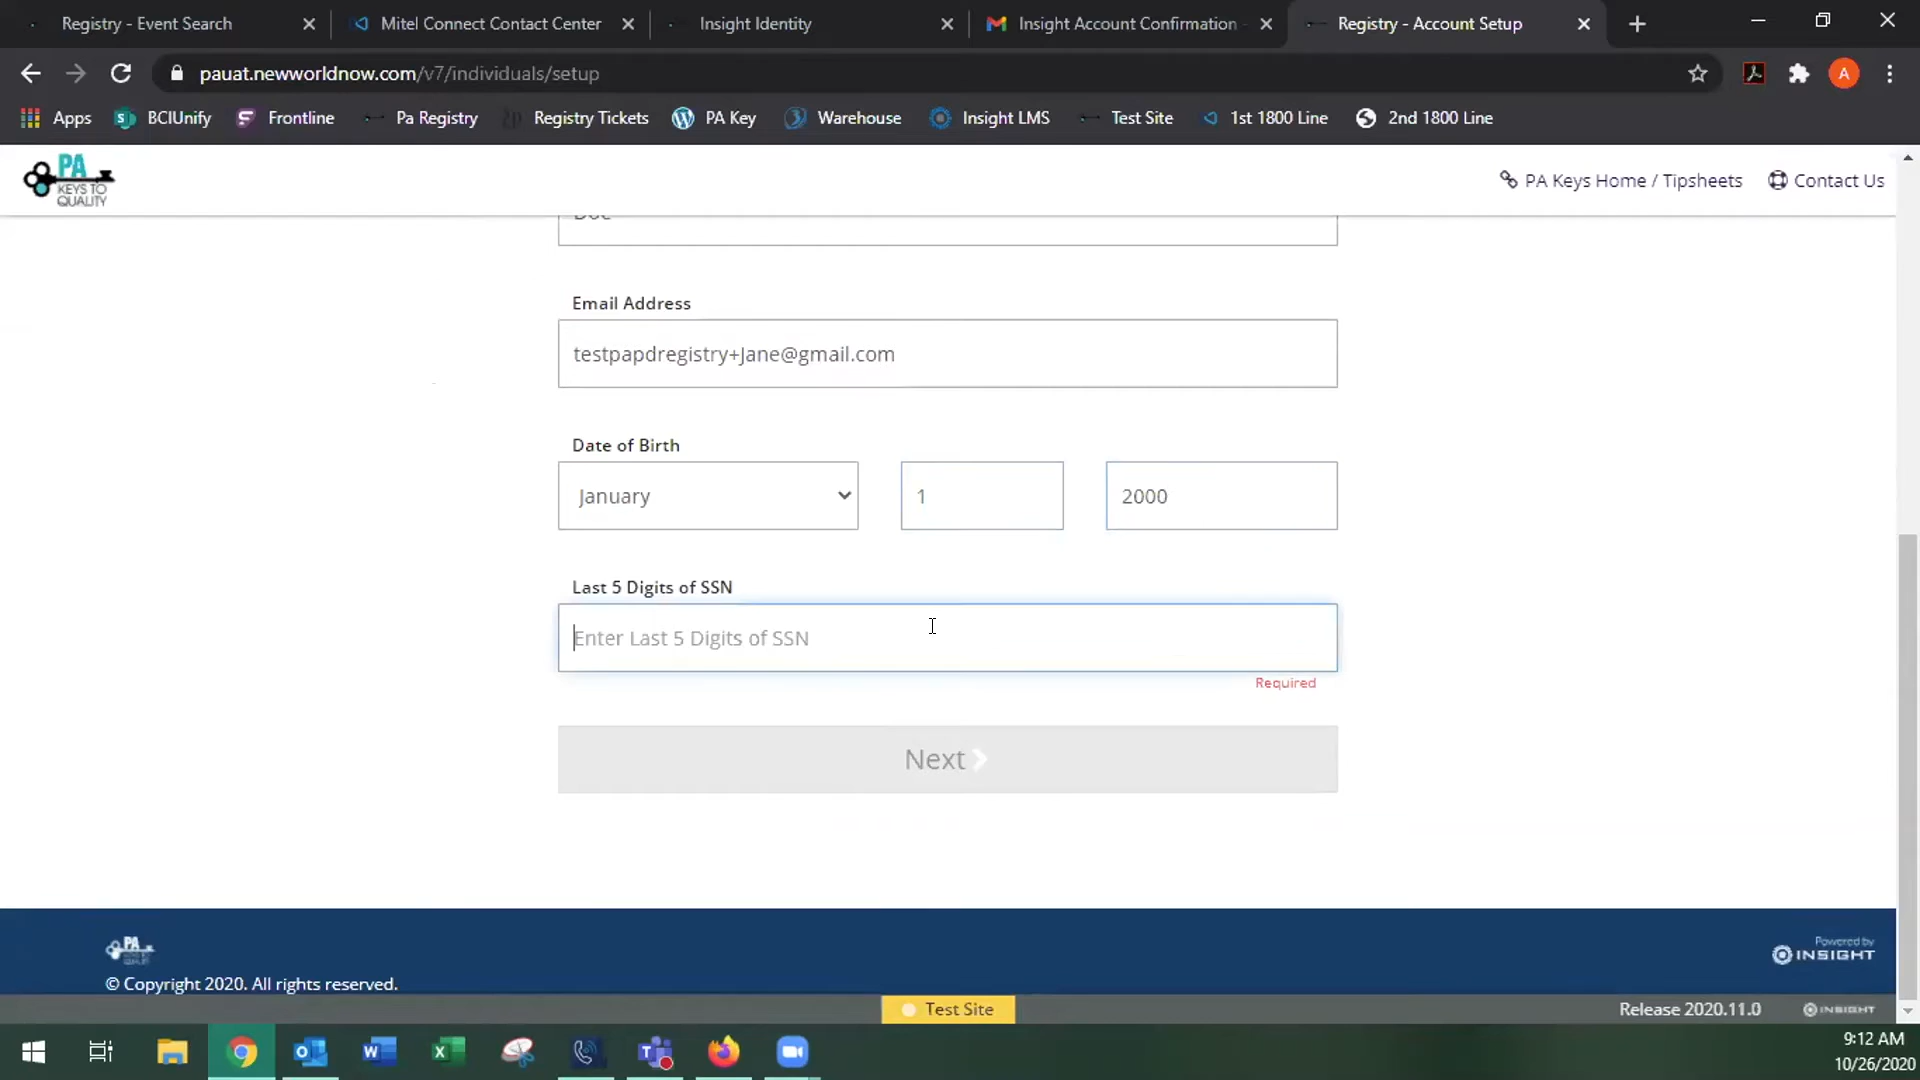 Registry - Event Search
Mitel Connect Contact Center
Insight Identity
Insight Account Confirmation -
Registry - Account Setup
pauat.newworldnow.com/v7/individuals/setup
A
Apps
BCIUnify
Frontline
Pa Registry
Registry Tickets
PA Key
Warehouse
Insight LMS
Test Site
1st 1800 Line
2nd 1800 Line
PA
KEYS TO
QUALITY
PA Keys Home / Tipsheets
Contact Us
Doe
Email Address
testpapdregistry+Jane@gmail.com
Date of Birth
January
1
2000
Last 5 Digits of SSN
Enter Last 5 Digits of SSN
Required
Next
PA
Powered by
INSIGHT
© Copyright 2020. All rights reserved.
Test Site
Release 2020.11.0
INSIGHT
9:12 AM
10/26/2020